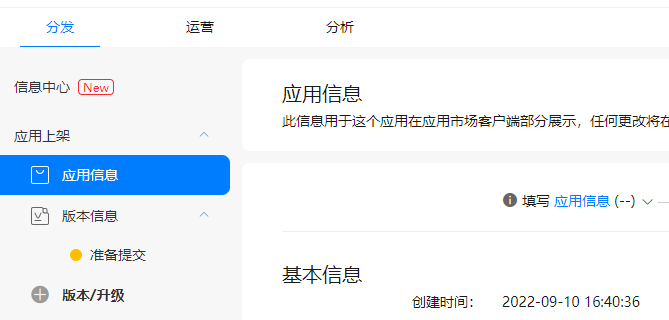 分发 运营 分析
信息中心 New
应用上架
应用信息
版本信息
准备提交
版本/升级
应用信息
此信息用于这个应用在应用市场客户端部分展示，任何更改将在
填写 应用信息 (--)
基本信息
创建时间： 2022-09-10 16:40:36